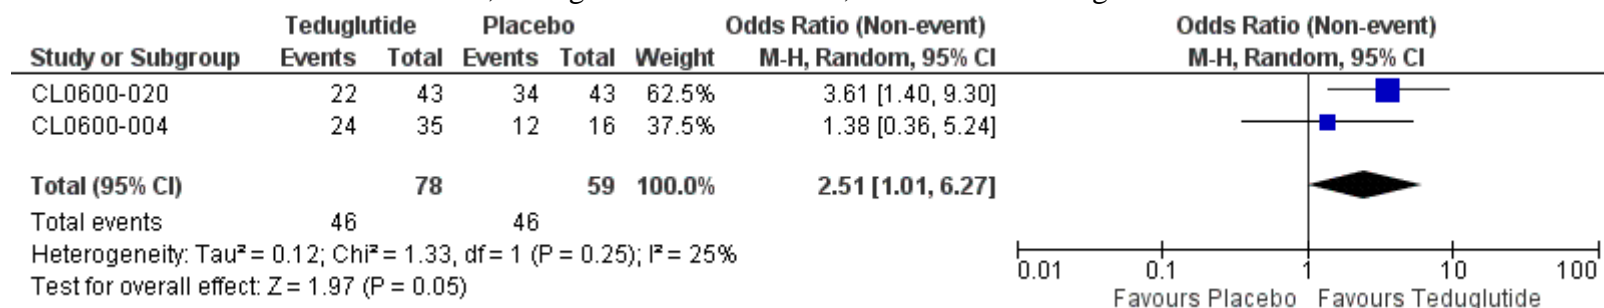 Teduglutide Placebo Odds Ratio (Non-event) Odds Ratio (Non-event)
Study or Subgroup Events Total Events Total Weight M-H, Random, 95% CI M-H, Random, 95% CI
CL0600-020 22 43 34 43 62.5% 3.61 [1.40, 9.30]
CL0600-004 24 35 12 16 37.5% 1.38 [0.36, 5.24]
Total (95% CI) 78 59 100.0% 2.51 [1.01, 6.27]
Total events 46 46
Heterogeneity: Tau² = 0.12; Chi² = 1.33, df = 1 (P = 0.25); I² = 25%
Test for overall effect: Z = 1.97 (P = 0.05)
0.01 0.1 1 10 100
Favours Placebo Favours Teduglutide